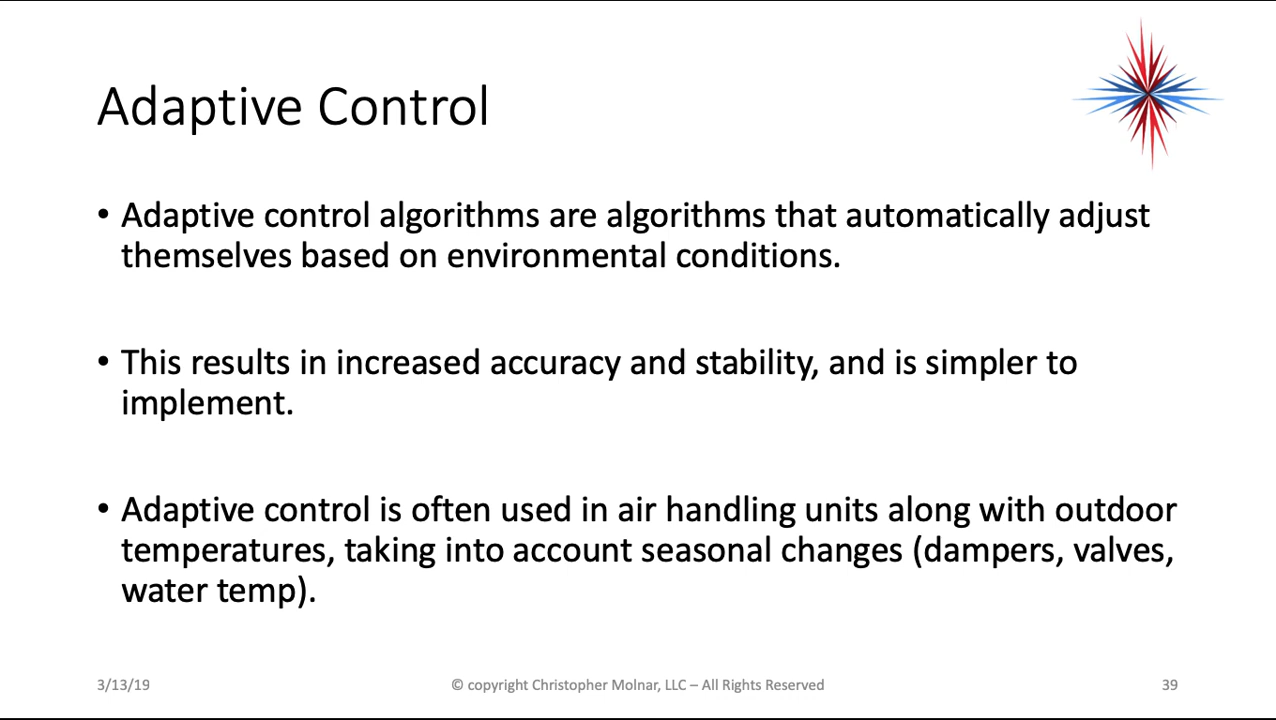 Adaptive Control
• Adaptive control algorithms are algorithms that automatically adjust
themselves based on environmental conditions.
• This results in increased accuracy and stability, and is simpler to
implement.
• Adaptive control is often used in air handling units along with outdoor
temperatures, taking into account seasonal changes (dampers, valves,
water temp).
3/13/19
© copyright Christopher Molnar, LLC – All Rights Reserved
39